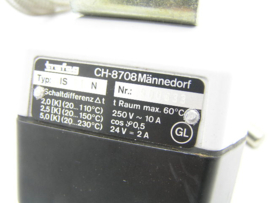 trafag CH-8708 Männedorf
Typ: IS N Nr.:
Schaltdifferenz Δt t Raum max. 60°C
2,0 [K] (20...110°C) 250 V~ 10 A
2,5 [K] (20...150°C) cos φ 0,5
5,0 [K] (20...230°C) 24 V= 2 A
GL